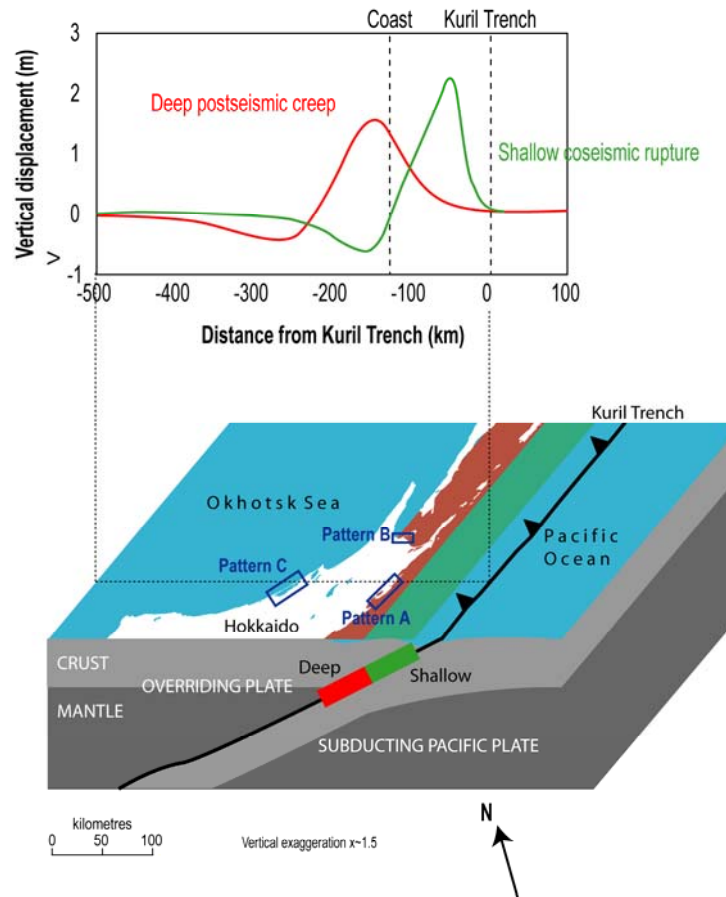 Coast Kuril Trench
3
2
1
0
-1
Vertical displacement (m)
V
Deep postseismic creep
Shallow coseismic rupture
-500 -400 -300 -200 -100 0 100
Distance from Kuril Trench (km)
Kuril Trench
Okhotsk Sea
Pacific
Ocean
Pattern B
Pattern C
Pattern A
Hokkaido
CRUST
Deep
Shallow
OVERRIDING PLATE
MANTLE
SUBDUCTING PACIFIC PLATE
kilometres
0 50 100
Vertical exaggeration x~1.5
N